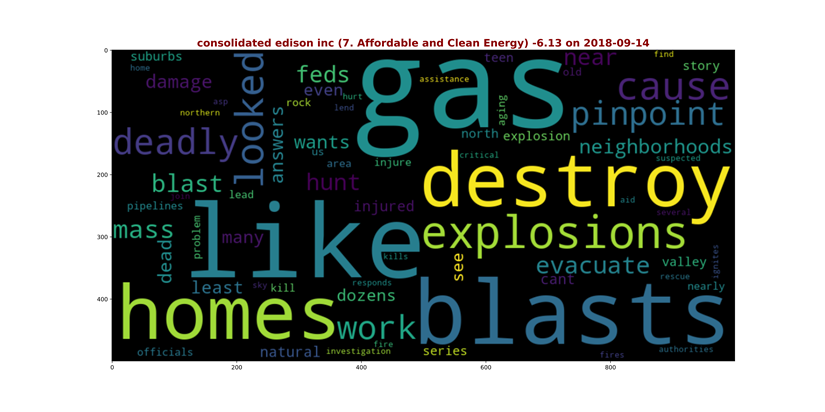 consolidated edison inc (7. Affordable and Clean Energy) -6.13 on 2018-09-14
0
100
200
300
400
0
200
400
600
800
suburbs
home
damage
asp
northern
looked
feds
even
hurt
rock
lend
gas
assistance
teen
near
find
old
story
cause
pinpoint
aging
north
explosion
neighborhoods
suspected
critical
deadly
answers
wants
us
area
injure
blast
lead
hunt
destroy
aid
several
pipelines
join
injured
mass
deads
problem
many
like
kills
explosions
see
evacuate
cant
valley
rescue
ignites
nearly
least
sky
kill
responds
dozens
homes
work
blasts
fire
officials
natural
investigation
series
fires
authorities